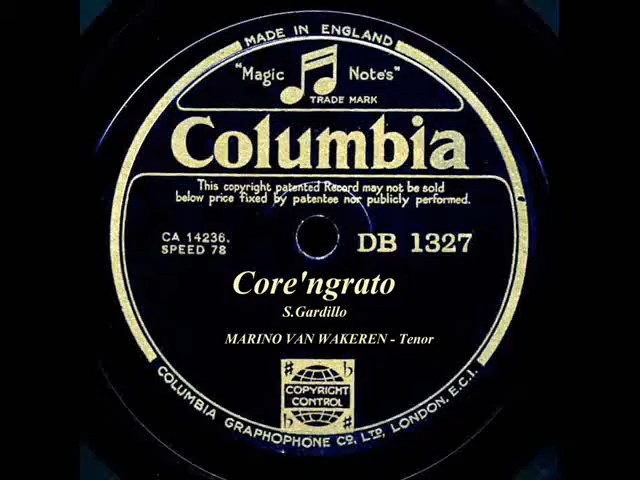 MADE IN ENGLAND
"Magic Notes"
TRADE MARK
Columbia
This copyright patented Record may not be sold
below price fixed by patentee nor publicly performed.
CA 14236.
SPEED 78
DB 1327
Core'ngrato
S.Gardillo
MARINO VAN WAKEREN - Tenor
COPYRIGHT
CONTROL
COLUMBIA GRAPHOPHONE CO., LTD, LONDON. E.C.1.